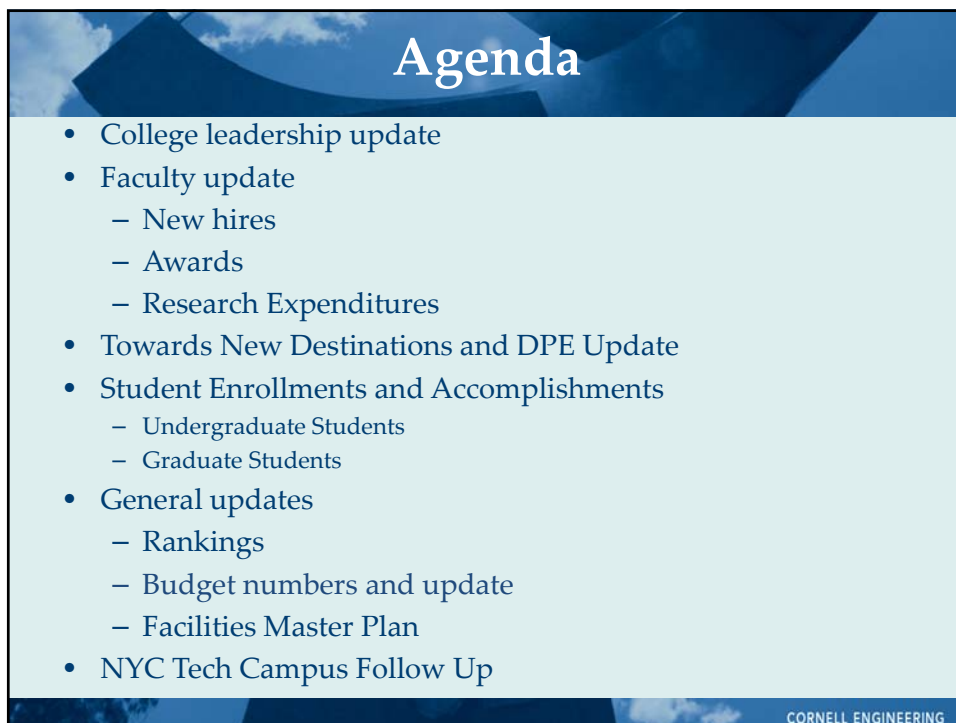 Agenda
• College leadership update
• Faculty update
– New hires
– Awards
– Research Expenditures
• Towards New Destinations and DPE Update
• Student Enrollments and Accomplishments
– Undergraduate Students
– Graduate Students
• General updates
– Rankings
– Budget numbers and update
– Facilities Master Plan
• NYC Tech Campus Follow Up
CORNELL ENGINEERING